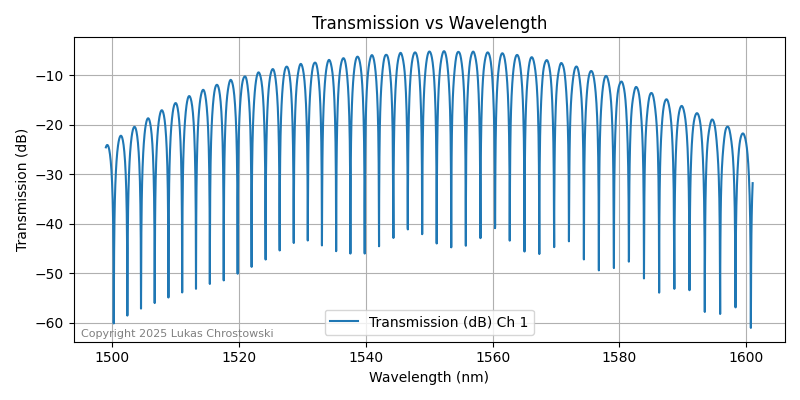 Transmission vs Wavelength
Transmission (dB)
−10
−20
−30
−40
−50
−60
Transmission (dB) Ch 1
Copyright 2025 Lukas Chrostowski
1500 1520 1540 1560 1580 1600
Wavelength (nm)